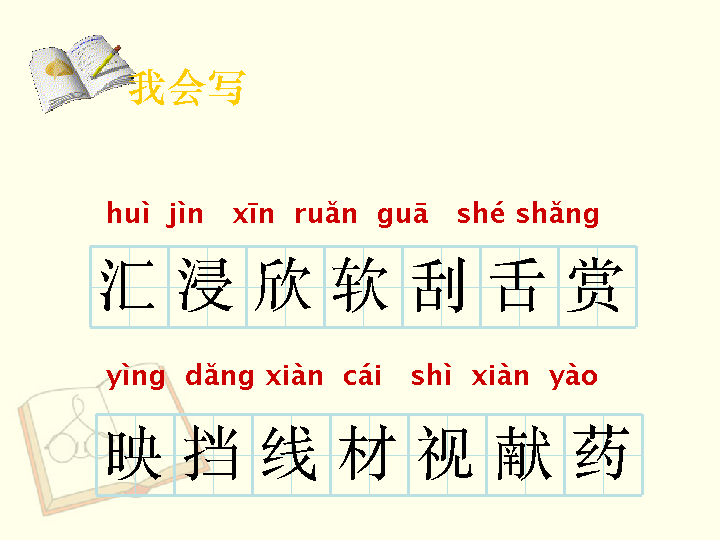 我会写
huì jìn xīn ruǎn guā shé shǎng
汇浸欣软刮舌赏
yìng dǎng xiàn cái shì xiàn yào
映挡线材视献药